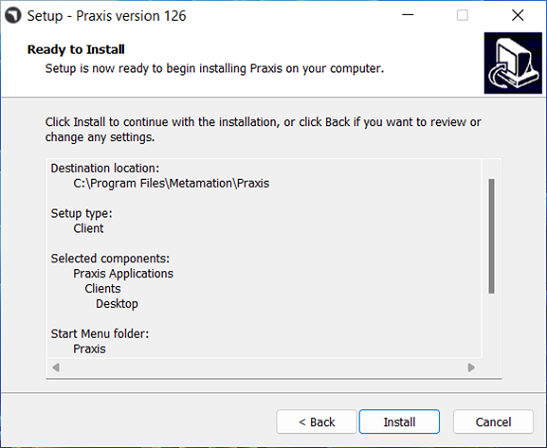 Setup - Praxis version 126
Ready to Install
Setup is now ready to begin installing Praxis on your computer.
Click Install to continue with the installation, or click Back if you want to review or
change any settings.
Destination location:
C:\Program Files\Metamation\Praxis
Setup type:
Client
Selected components:
Praxis Applications
Clients
Desktop
Start Menu folder:
Praxis
< Back
Install
Cancel